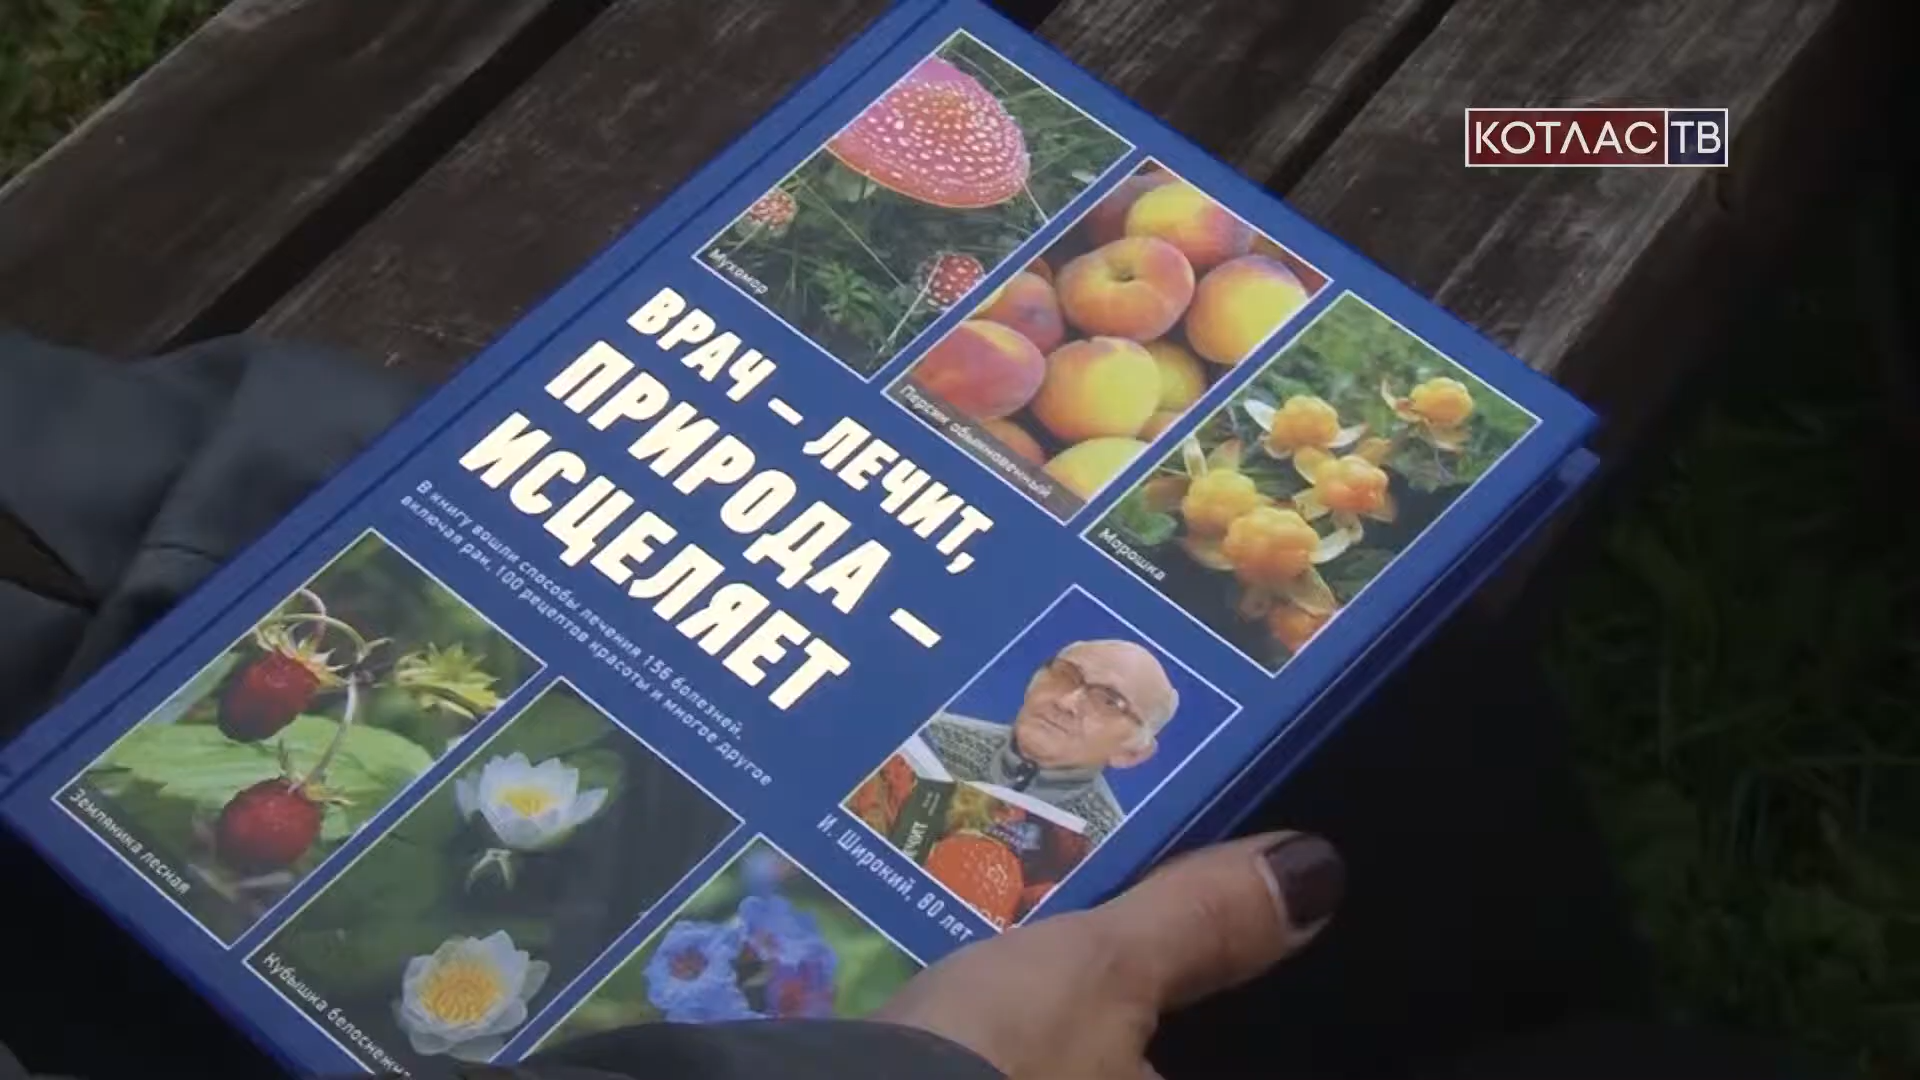 КОТЛАС ТВ
Мухомор
Персик обыкновенный
Морошка
ВРАЧ – ЛЕЧИТ,
ПРИРОДА –
ИСЦЕЛЯЕТ
В книгу вошли способы лечения 156 болезней,
включая рак, 100 рецептов красоты и многое другое
И. Широкий, 80 лет
Земляника лесная
Кубышка